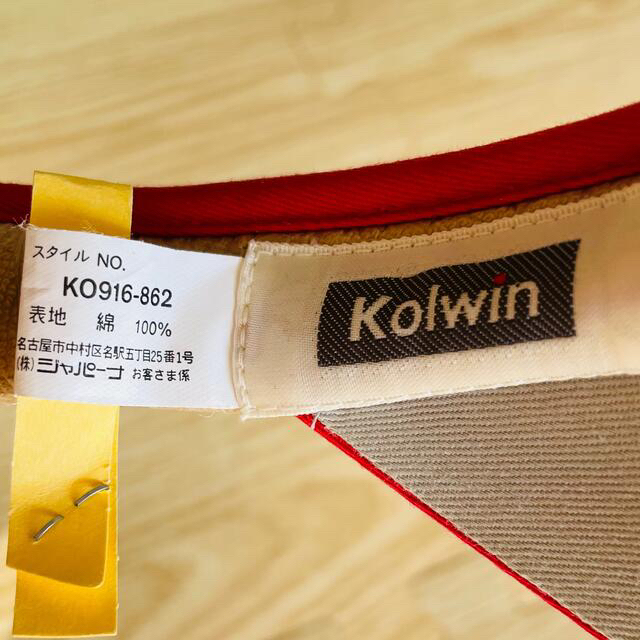 スタイル NO.
KO916-862
表地 綿 100%
名古屋市中村区名駅五丁目25番1号
(株) ジャパーナ お客さま係
Kolwin